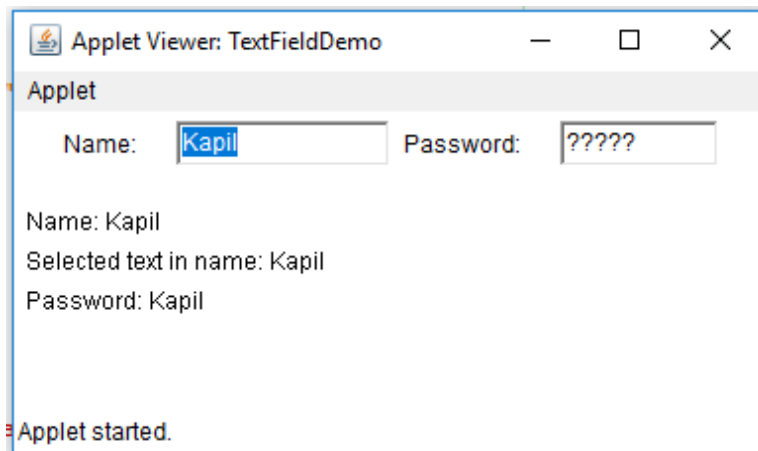 Applet Viewer: TextFieldDemo
Applet
Name: Kapil Password: ?????
Name: Kapil
Selected text in name: Kapil
Password: Kapil
Applet started.